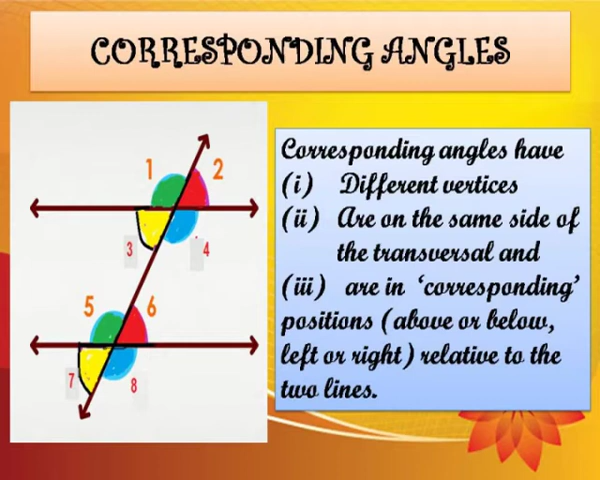 CORRESPONDING ANGLES
1 2
3 4
5 6
7 8
Corresponding angles have
(i) Different vertices
(ii) Are on the same side of
the transversal and
(iii) are in ‘corresponding’
positions (above or below,
left or right) relative to the
two lines.